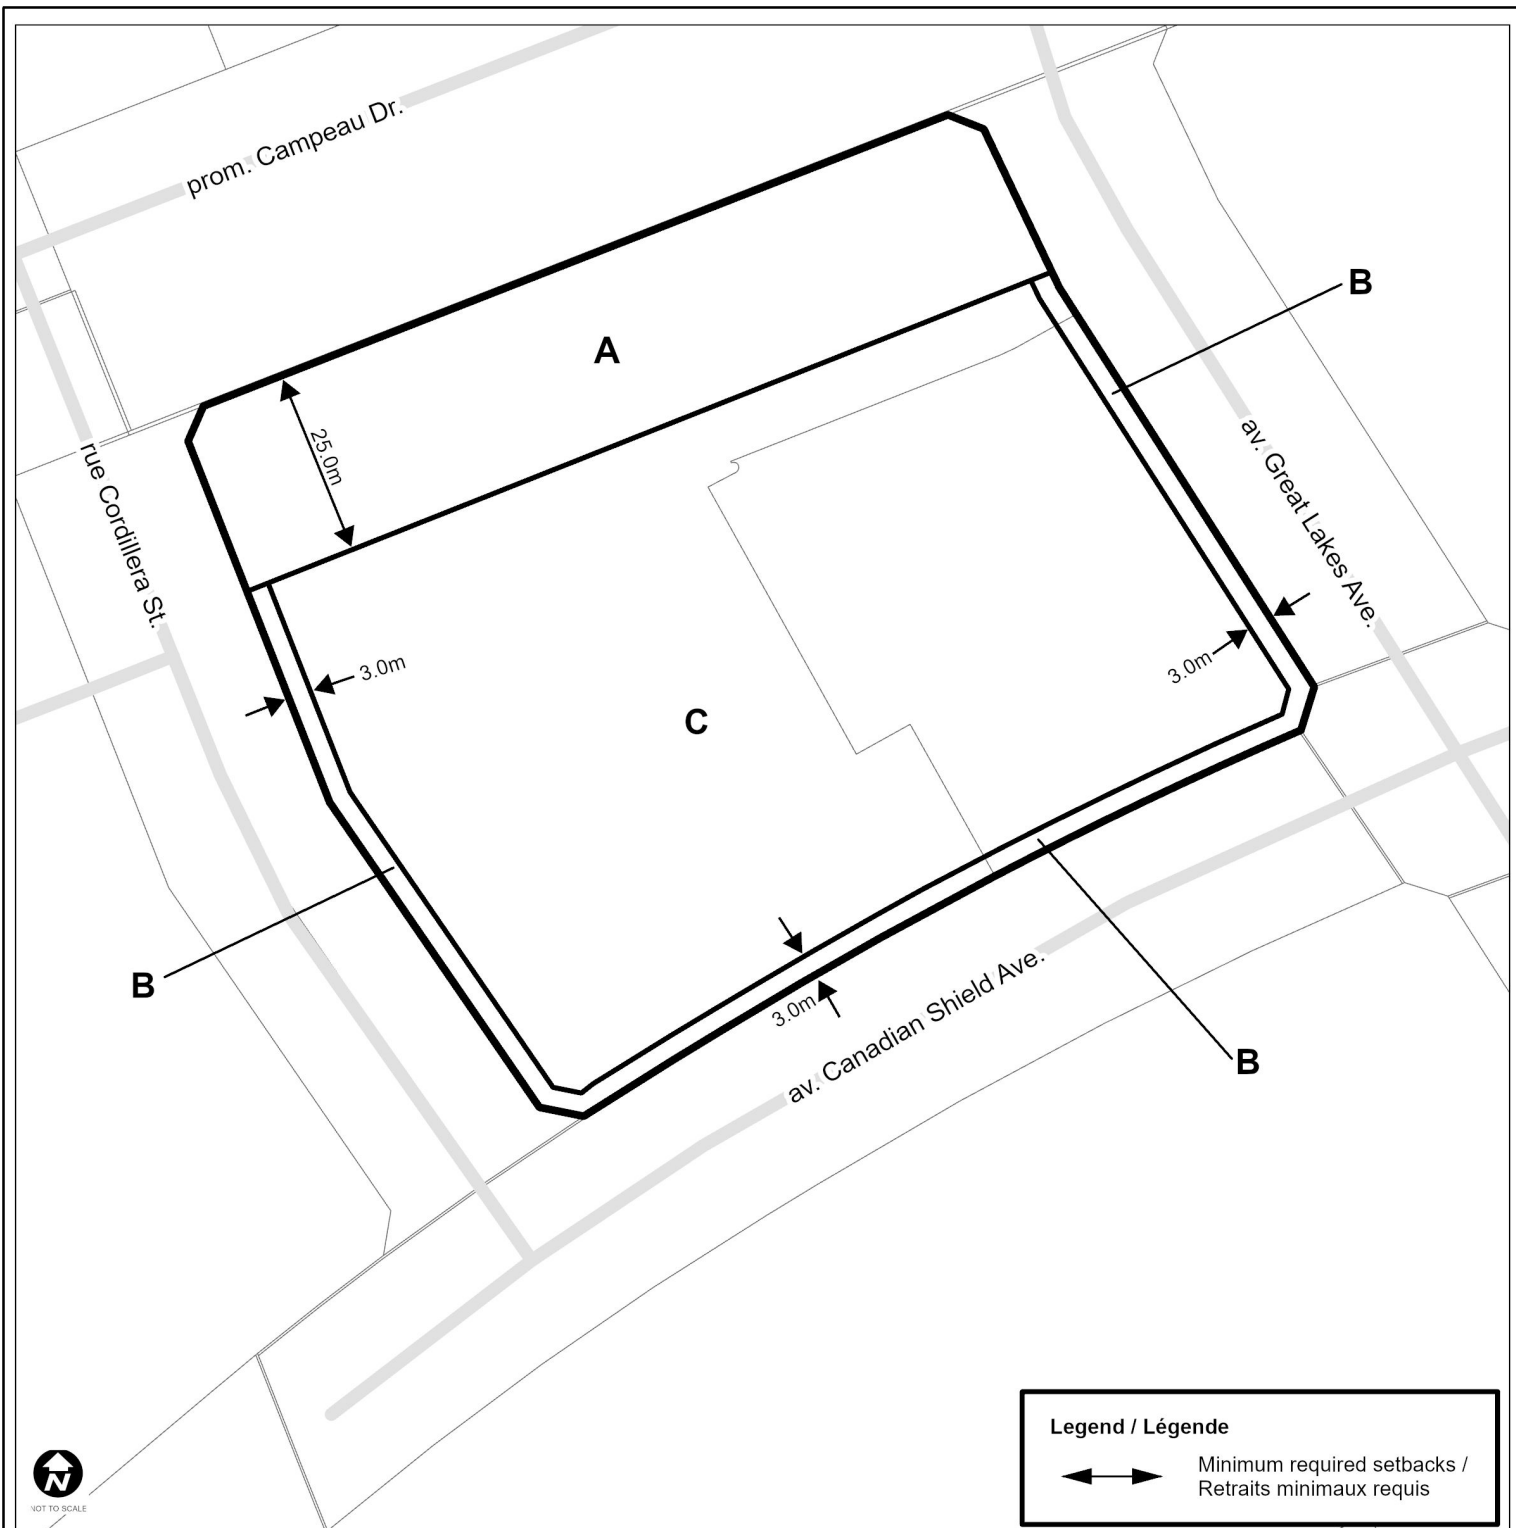 prom. Campeau Dr.
B
A
25.0m
av. Great Lakes Ave.
rue Cordillera St.
3.0m
3.0m
C
B
3.0m
av. Canadian Shield Ave.
B
Legend / Légende
Minimum required setbacks /
Retraits minimaux requis
N
NOT TO SCALE